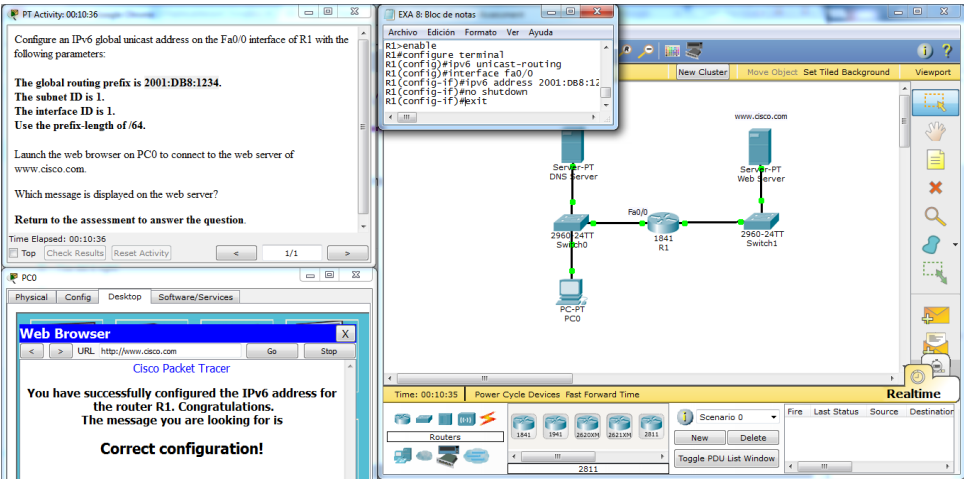 PT Activity: 00:10:36
Configure an IPv6 global unicast address on the Fa0/0 interface of R1 with the
following parameters:
The global routing prefix is 2001:DB8:1234.
The subnet ID is 1.
The interface ID is 1.
Use the prefix-length of /64.
Launch the web browser on PC0 to connect to the web server of
www.cisco.com.
Which message is displayed on the web server?
Return to the assessment to answer the question.
Time Elapsed: 00:10:36
Top Check Results Reset Activity < 1/1 >
EXA 8: Bloc de notas
Archivo Edición Formato Ver Ayuda
R1>enable
R1#configure terminal
R1(config)#ipv6 unicast-routing
R1(config)#interface fa0/0
R1(config-if)#ipv6 address 2001:DB8:12
R1(config-if)#no shutdown
R1(config-if)#exit
New Cluster Move Object Set Tiled Background Viewport
www.cisco.com
Server-PT
DNS Server
Server-PT
Web Server
Fa0/0
2960-24TT
Switch0
1841
R1
2960-24TT
Switch1
PC-PT
PC0
PC0
Physical Config Desktop Software/Services
Web Browser X
< > URL http://www.cisco.com Go Stop
Cisco Packet Tracer
You have successfully configured the IPv6 address for
the router R1. Congratulations.
The message you are looking for is
Correct configuration!
Time: 00:10:35 Power Cycle Devices Fast Forward Time Realtime
Routers
1841 1941 2620XM 2621XM 2811
2811
Scenario 0
New Delete
Toggle PDU List Window
Fire Last Status Source Destination